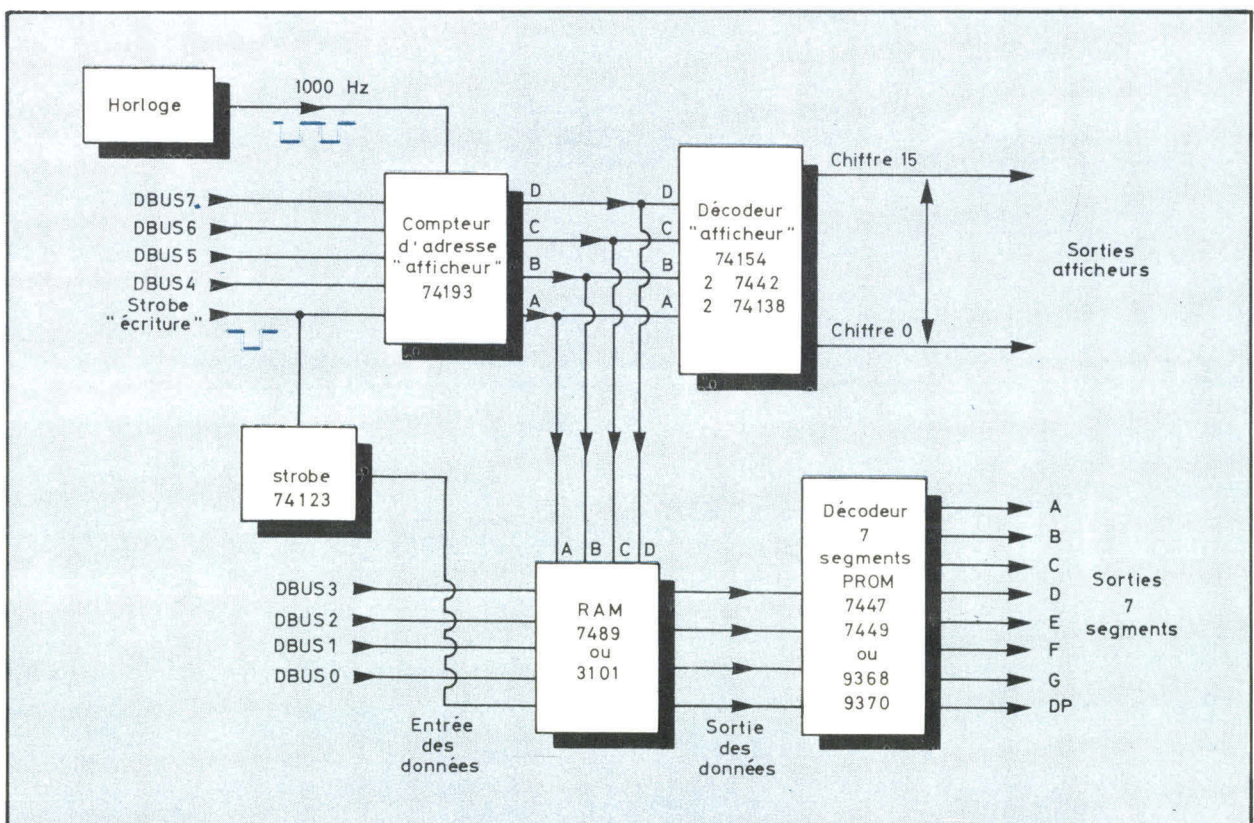 Horloge
1000 Hz
DBUS7
DBUS6
DBUS5
DBUS4
Strobe
"écriture"
Compteur
d'adresse
"afficheur"
74193
D
C
B
A
D
C
B
A
Décodeur
"afficheur"
74154
2 7442
2 74138
Chiffre 15
Sorties
afficheurs
Chiffre 0
strobe
74123
A B C D
DBUS3
DBUS2
DBUS1
DBUS0
Entrée
des
données
RAM
7489
ou
3101
Sortie
des
données
Décodeur
7
segments
PROM
7447
7449
ou
9368
9370
A
B
C
D
E
F
G
DP
Sorties
7
segments